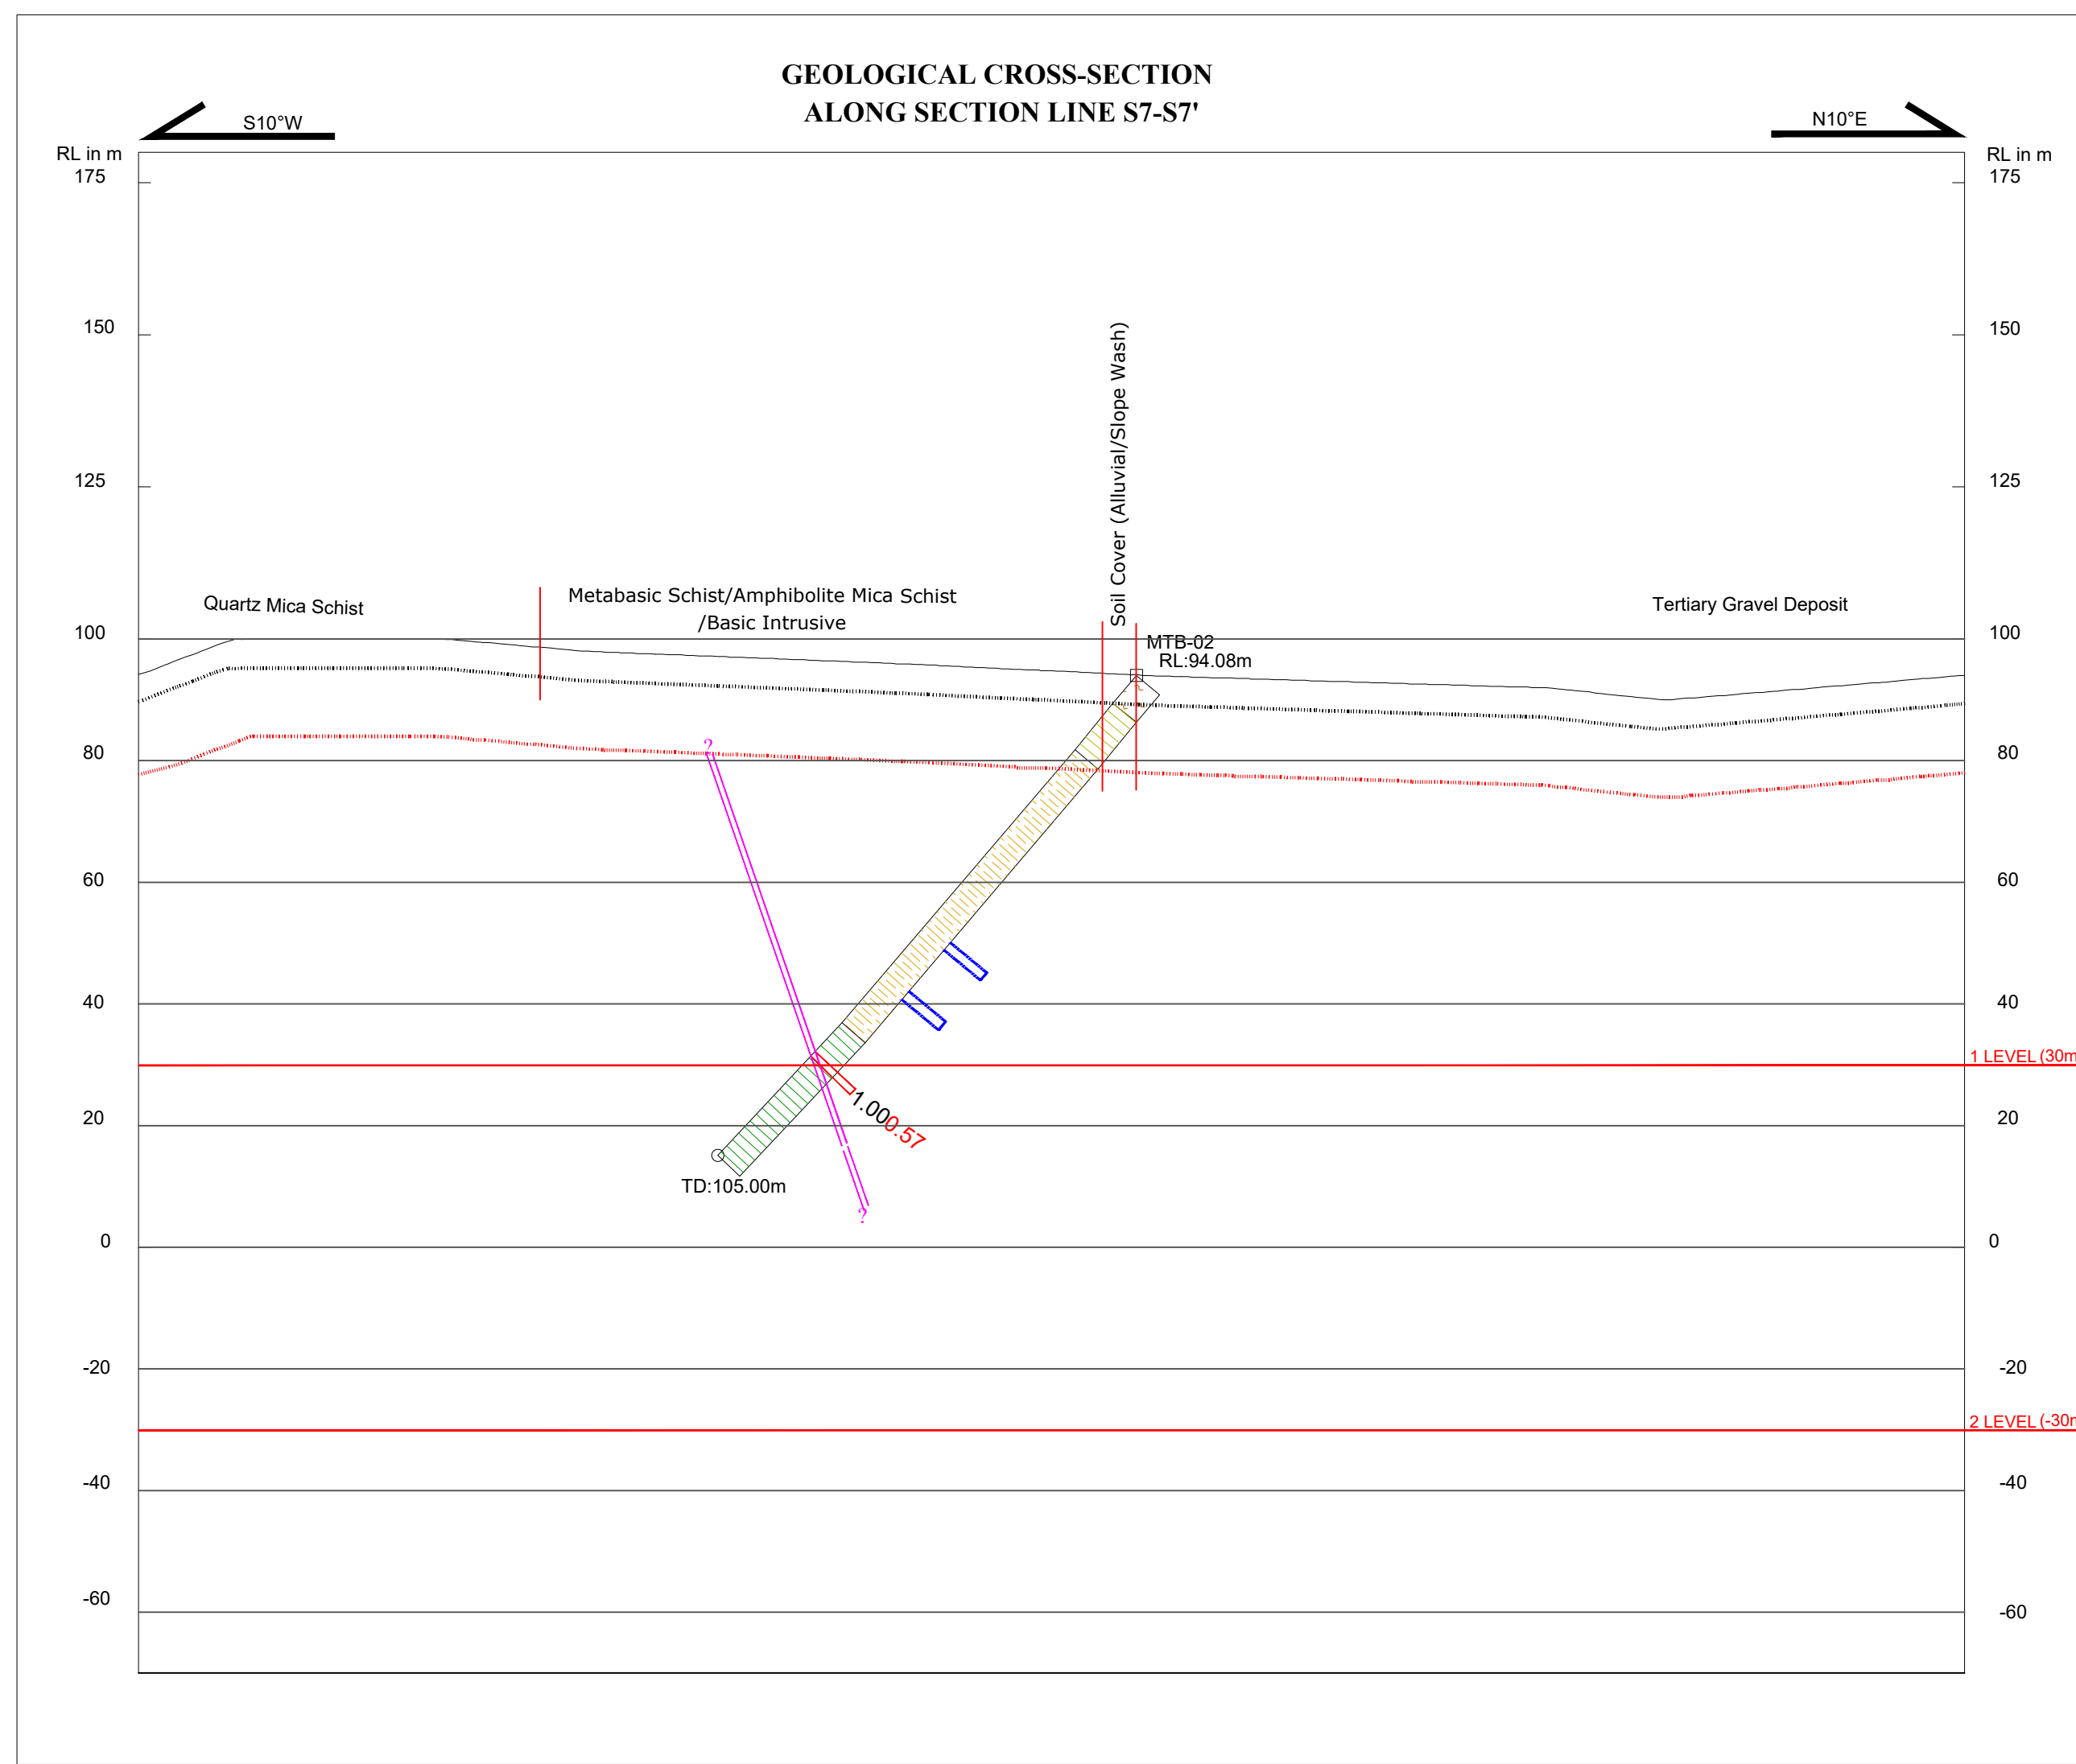 GEOLOGICAL CROSS-SECTION
ALONG SECTION LINE S7-S7'
S10°W
N10°E
RL in m
RL in m
175
175
150
150
125
125
Soil Cover (Alluvial/Slope Wash)
Quartz Mica Schist
Metabasic Schist/Amphibolite Mica Schist
/Basic Intrusive
Tertiary Gravel Deposit
100
100
MTB-02
RL:94.08m
?
80
80
60
60
40
40
1 LEVEL (30m
1.000.57
20
20
TD:105.00m
?
0
0
-20
-20
2 LEVEL (-30m
-40
-40
-60
-60